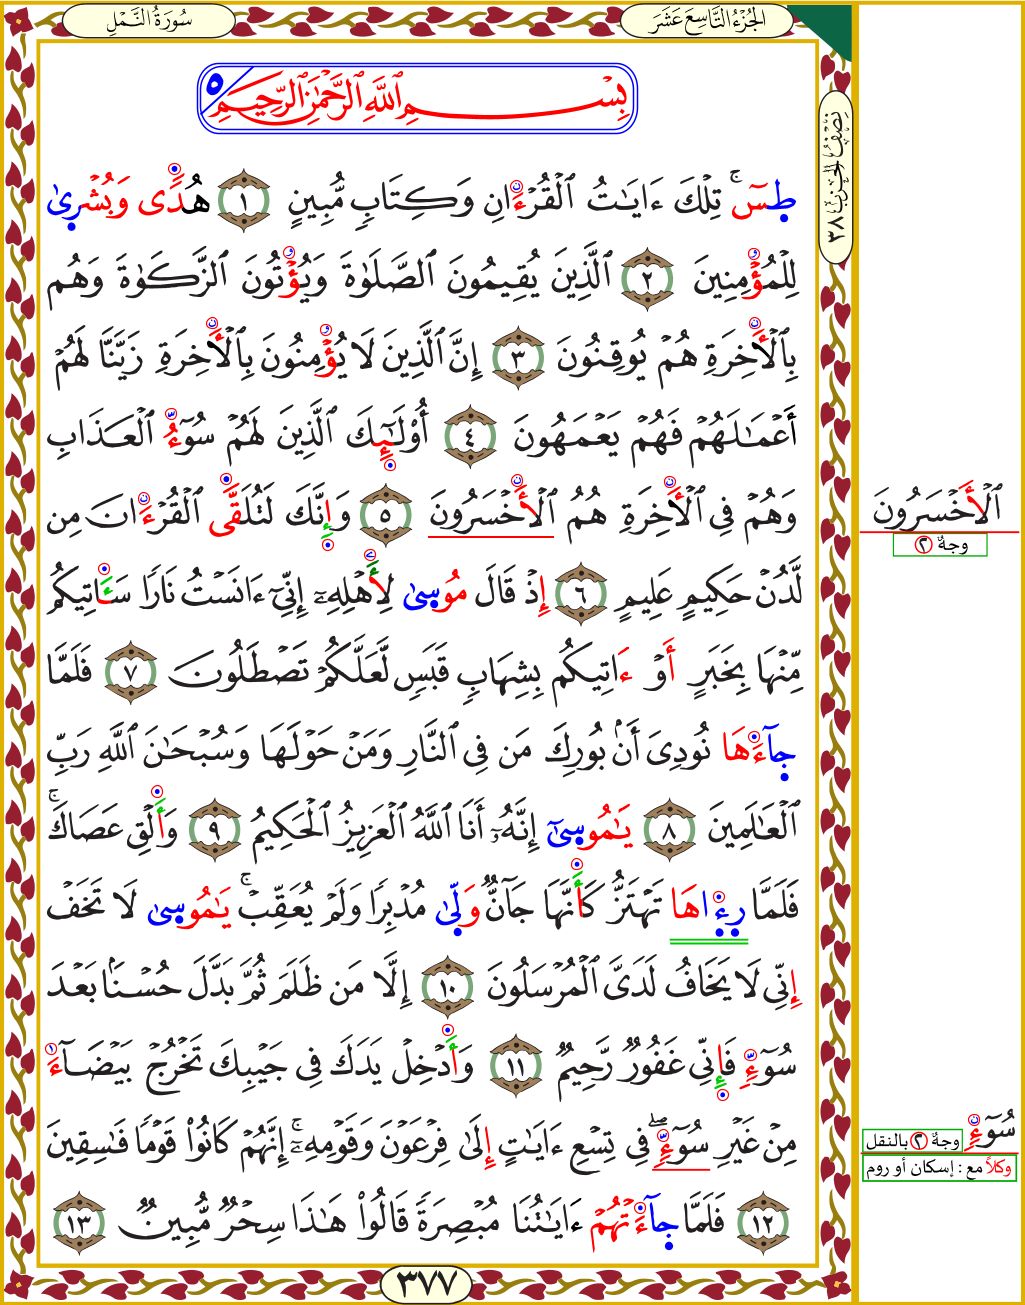 سُورَةُ النَّمۡلِ
الجُزۡءُ التَّاسِعَ عَشَرَ
نِصۡفُ الحِزۡبِ ٣٨
بِسۡمِ ٱللَّهِ ٱلرَّحۡمَٰنِ ٱلرَّحِيمِ ٥
طسٓۚ تِلۡكَ ءَايَٰتُ ٱلۡقُرۡءَانِ وَكِتَابٖ مُّبِينٍ ١ هُدٗى وَبُشۡرِىٰ
لِلۡمُؤۡمِنِينَ ٢ ٱلَّذِينَ يُقِيمُونَ ٱلصَّلَوٰةَ وَيُؤۡتُونَ ٱلزَّكَوٰةَ وَهُم
بِٱلۡأَخِرَةِ هُمۡ يُوقِنُونَ ٣ إِنَّ ٱلَّذِينَ لَا يُؤۡمِنُونَ بِٱلۡأَخِرَةِ زَيَّنَّا لَهُمۡ
أَعۡمَٰلَهُمۡ فَهُمۡ يَعۡمَهُونَ ٤ أُوْلَٰٓئِكَ ٱلَّذِينَ لَهُمۡ سُوٓءُ ٱلۡعَذَابِ
وَهُمۡ فِي ٱلۡأَخِرَةِ هُمُ ٱلۡأَخۡسَرُونَ ٥ وَإِنَّكَ لَتُلَقَّى ٱلۡقُرۡءَانَ مِن
لَّدُنۡ حَكِيمٍ عَلِيمٍ ٦ إِذۡ قَالَ مُوسِىٰ لِأَهۡلِهِۦٓ إِنِّيٓ ءَانَسۡتُ نَارٗا سَـَٔاتِيكُم
مِّنۡهَا بِخَبَرٍ أَوۡ ءَاتِيكُم بِشِهَابٖ قَبَسٖ لَّعَلَّكُمۡ تَصۡطَلُونَ ٧ فَلَمَّا
جِآءَهَا نُودِيَ أَنۢ بُورِكَ مَن فِي ٱلنَّارِ وَمَنۡ حَوۡلَهَا وَسُبۡحَٰنَ ٱللَّهِ رَبِّ
ٱلۡعَٰلَمِينَ ٨ يَٰمُوسِىٰٓ إِنَّهُۥٓ أَنَا ٱللَّهُ ٱلۡعَزِيزُ ٱلۡحَكِيمُ ٩ وَأَلۡقِ عَصَاكَۚ
فَلَمَّا رِءِاهَا تَهۡتَزُّ كَأَنَّهَا جَآنّٞ وَلِّىٰ مُدۡبِرٗا وَلَمۡ يُعَقِّبۡۚ يَٰمُوسِىٰ لَا تَخَفۡ
إِنِّي لَا يَخَافُ لَدَيَّ ٱلۡمُرۡسَلُونَ ١٠ إِلَّا مَن ظَلَمَ ثُمَّ بَدَّلَ حُسۡنَۢا بَعۡدَ
سُوٓءٖ فَإِنِّي غَفُورٞ رَّحِيمٞ ١١ وَأَدۡخِلۡ يَدَكَ فِي جَيۡبِكَ تَخۡرُجۡ بَيۡضَآءَ
مِنۡ غَيۡرِ سُوٓءٖۖ فِي تِسۡعِ ءَايَٰتٍ إِلَىٰ فِرۡعَوۡنَ وَقَوۡمِهِۦٓۚ إِنَّهُمۡ كَانُواْ قَوۡمٗا فَٰسِقِينَ
١٢ فَلَمَّا جِآءَتۡهُمۡ ءَايَٰتُنَا مُبۡصِرَةٗ قَالُواْ هَٰذَا سِحۡرٞ مُّبِينٞ ١٣
ٱلۡأَخۡسَرُونَ
وجهٌ ٢
سُوٓءٖ
وجهٌ ٢ بالنقل
وكلاً مع : إسكان أو روم
٣٧٧